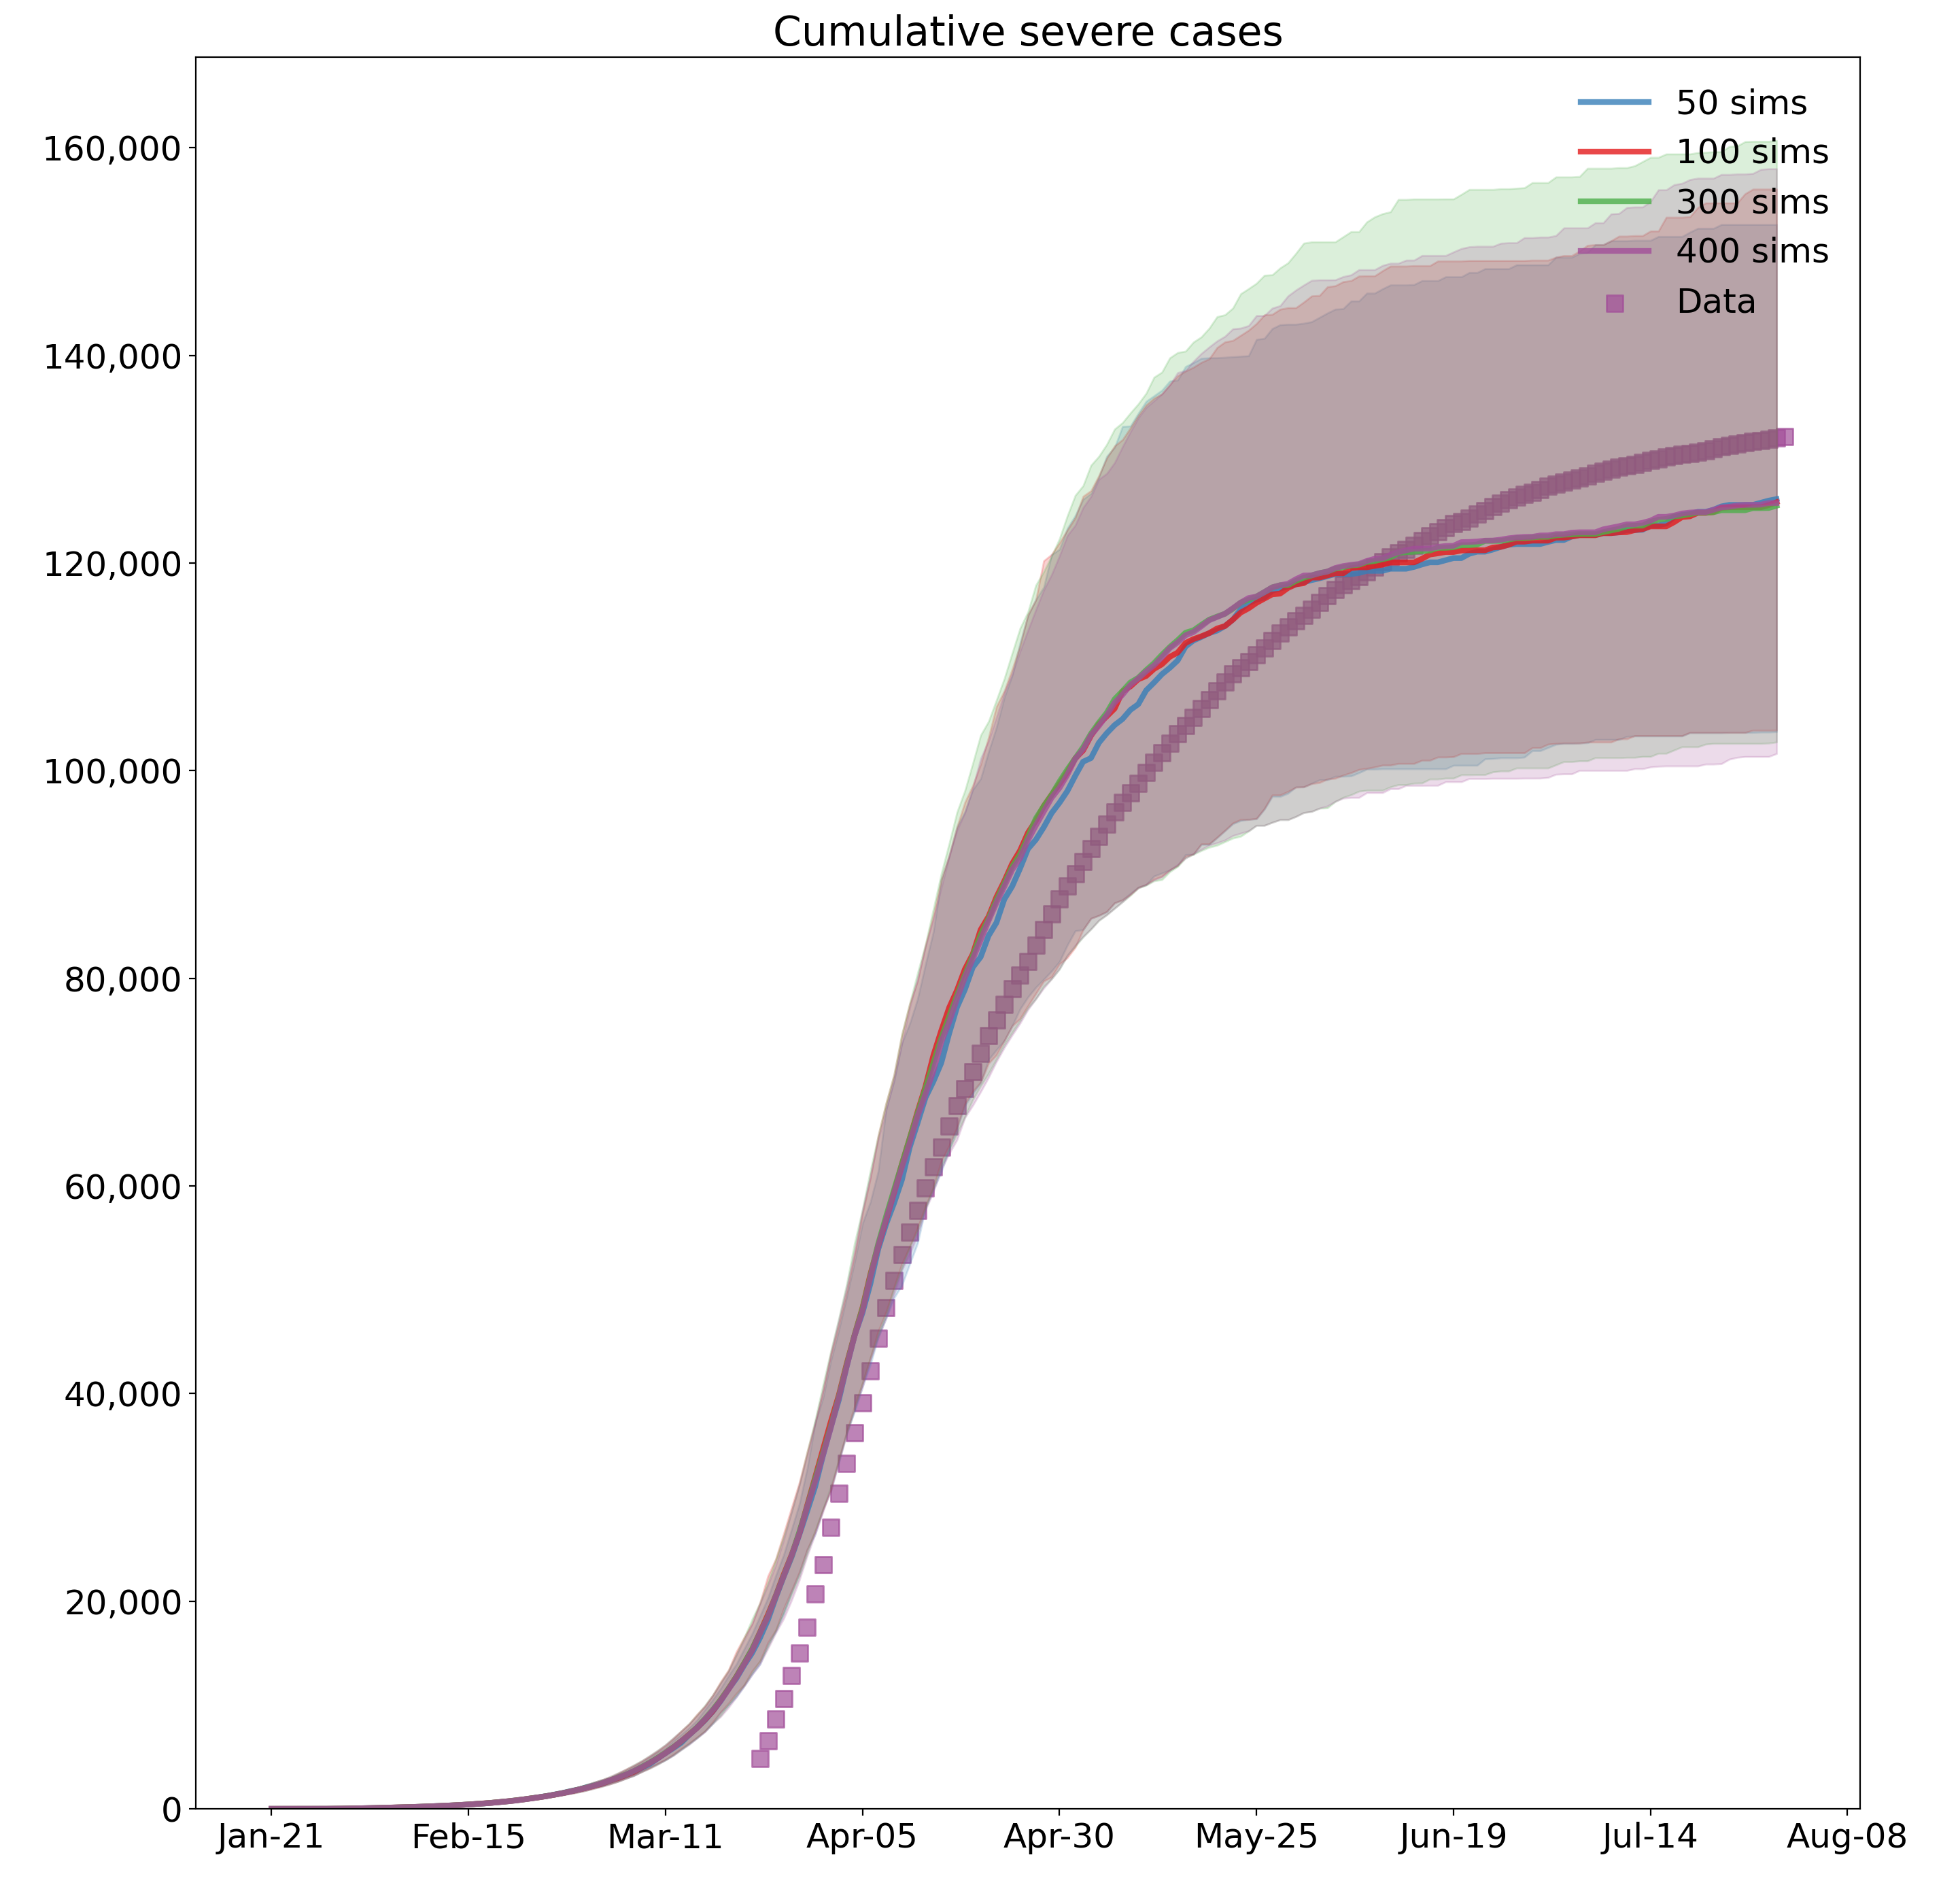 Cumulative severe cases
160,000
140,000
120,000
100,000
80,000
60,000
40,000
20,000
0
50 sims
100 sims
300 sims
400 sims
Data
Jan-21 Feb-15 Mar-11 Apr-05 Apr-30 May-25 Jun-19 Jul-14 Aug-08